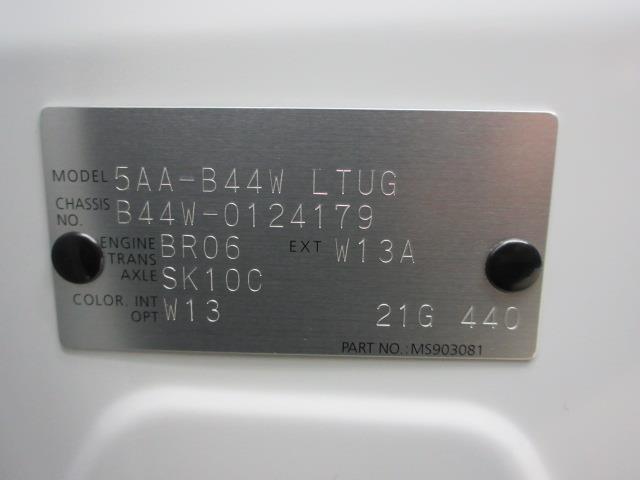 MODEL 5AA-B44W LTUG
CHASSIS NO. B44W-0124179
ENGINE BR06 EXT W13A
TRANS AXLE SK10C
COLOR. INT W13
OPT 21G 440
PART NO.: MS903081